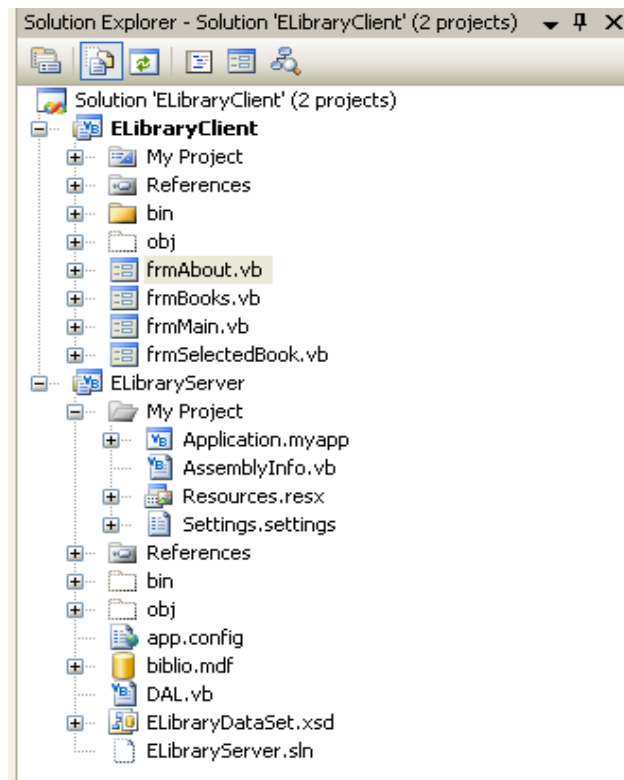 Solution Explorer - Solution 'ELibraryClient' (2 projects)
Solution 'ELibraryClient' (2 projects)
ELibraryClient
My Project
References
bin
obj
frmAbout.vb
frmBooks.vb
frmMain.vb
frmSelectedBook.vb
ELibraryServer
My Project
Application.myapp
AssemblyInfo.vb
Resources.resx
Settings.settings
References
bin
obj
app.config
biblio.mdf
DAL.vb
ELibraryDataSet.xsd
ELibraryServer.sln